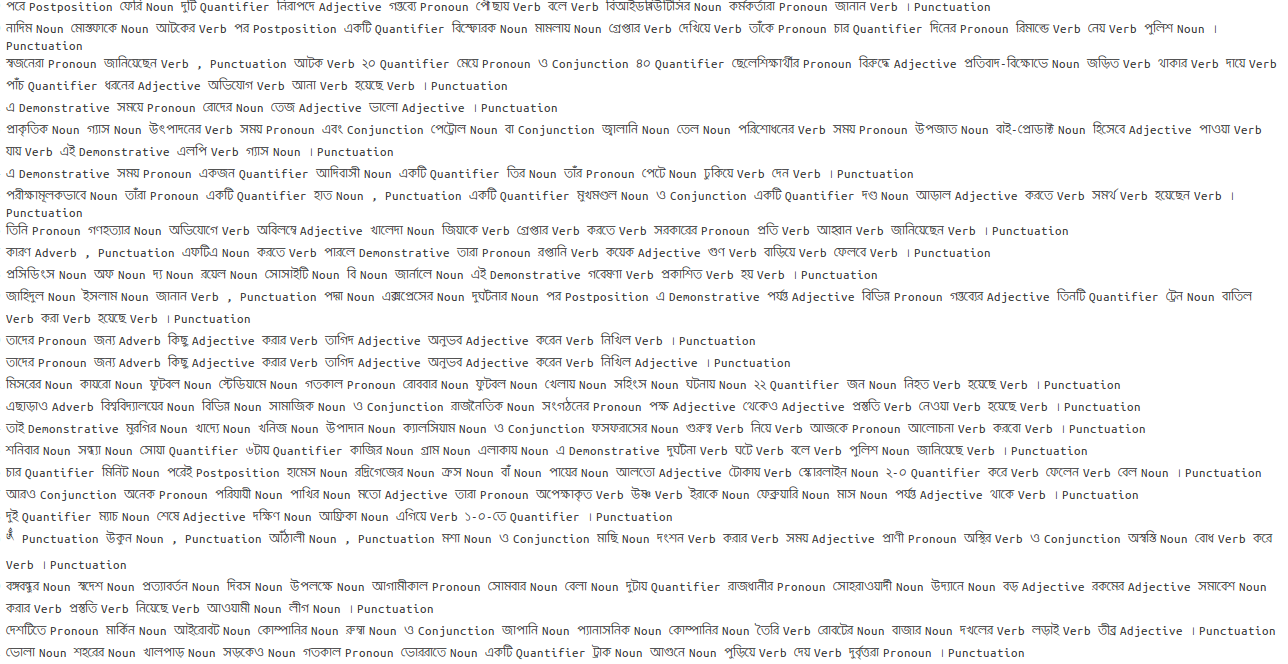 পরে Postposition ফেরি Noun দুটি Quantifier নিরাপদে Adjective গন্তব্যে Pronoun পৌঁছায় Verb বলে Verb বিআইডব্লিউটিসির Noun কর্মকর্তারা Pronoun জানান Verb । Punctuation
নাদিম Noun মোস্তফাকে Noun আটকের Verb পর Postposition একটি Quantifier বিস্ফোরক Noun মামলায় Noun গ্রেপ্তার Verb দেখিয়ে Verb তাঁকে Pronoun চার Quantifier দিনের Pronoun রিমান্ডে Verb নেয় Verb পুলিশ Noun ।
Punctuation
স্বজনেরা Pronoun জানিয়েছেন Verb , Punctuation আটক Verb ২০ Quantifier মেয়ে Pronoun ও Conjunction ৪০ Quantifier ছেলেশিক্ষার্থীর Pronoun বিরুদ্ধে Adjective প্রতিবাদ-বিক্ষোভে Noun জড়িত Verb থাকার Verb দায়ে Verb
পাঁচ Quantifier ধরনের Adjective অভিযোগ Verb আনা Verb হয়েছে Verb । Punctuation
এ Demonstrative সময়ে Pronoun রোদের Noun তেজ Adjective ভালো Adjective । Punctuation
প্রাকৃতিক Noun গ্যাস Noun উৎপাদনের Verb সময় Pronoun এবং Conjunction পেট্রোল Noun বা Conjunction জ্বালানি Noun তেল Noun পরিশোধনের Verb সময় Pronoun উপজাত Noun বাই-প্রোডাক্ট Noun হিসেবে Adjective পাওয়া Verb
যায় Verb এই Demonstrative এলপি Verb গ্যাস Noun । Punctuation
এ Demonstrative সময় Pronoun একজন Quantifier আদিবাসী Noun একটি Quantifier তির Noun তাঁর Pronoun পেটে Noun ঢুকিয়ে Verb দেন Verb । Punctuation
পরীক্ষামূলকভাবে Noun তাঁরা Pronoun একটি Quantifier হাত Noun , Punctuation একটি Quantifier মুখমণ্ডল Noun ও Conjunction একটি Quantifier দণ্ড Noun আড়াল Adjective করতে Verb সমর্থ Verb হয়েছেন Verb ।
Punctuation
তিনি Pronoun গণহত্যার Noun অভিযোগে Verb অবিলম্বে Adjective খালেদা Noun জিয়াকে Verb গ্রেপ্তার Verb করতে Verb সরকারের Pronoun প্রতি Verb আহ্বান Verb জানিয়েছেন Verb । Punctuation
কারণ Adverb , Punctuation এফটিএ Noun করতে Verb পারলে Demonstrative তারা Pronoun রপ্তানি Verb কয়েক Adjective গুণ Verb বাড়িয়ে Verb ফেলবে Verb । Punctuation
প্রসিডিংস Noun অফ Noun দ্য Noun রয়েল Noun সোসাইটি Noun বি Noun জার্নালে Noun এই Demonstrative গবেষণা Verb প্রকাশিত Verb হয় Verb । Punctuation
জাহিদুল Noun ইসলাম Noun জানান Verb , Punctuation পদ্মা Noun এক্সপ্রেসের Noun দুর্ঘটনার Noun পর Postposition এ Demonstrative পর্যন্ত Adjective বিভিন্ন Pronoun গন্তব্যের Adjective তিনটি Quantifier ট্রেন Noun বাতিল
Verb করা Verb হয়েছে Verb । Punctuation
তাদের Pronoun জন্য Adverb কিছু Adjective করার Verb তাগিদ Adjective অনুভব Adjective করেন Verb নিখিল Verb । Punctuation
তাদের Pronoun জন্য Adverb কিছু Adjective করার Verb তাগিদ Adjective অনুভব Adjective করেন Verb নিখিল Adjective । Punctuation
মিসরের Noun কায়রো Noun ফুটবল Noun স্টেডিয়ামে Noun গতকাল Pronoun রোববার Noun ফুটবল Noun খেলায় Noun সহিংস Noun ঘটনায় Noun ২২ Quantifier জন Noun নিহত Verb হয়েছে Verb । Punctuation
এছাড়াও Adverb বিশ্ববিদ্যালয়ের Noun বিভিন্ন Noun সামাজিক Noun ও Conjunction রাজনৈতিক Noun সংগঠনের Pronoun পক্ষ Adjective থেকেও Adjective প্রস্তুতি Verb নেওয়া Verb হয়েছে Verb । Punctuation
তাই Demonstrative মুরগির Noun খাদ্যে Noun খনিজ Noun উপাদান Noun ক্যালসিয়াম Noun ও Conjunction ফসফরাসের Noun গুরুত্ব Verb নিয়ে Verb আজকে Pronoun আলোচনা Verb করবো Verb । Punctuation
শনিবার Noun সন্ধ্যা Noun সোয়া Quantifier ৬টায় Quantifier কাজির Noun গ্রাম Noun এলাকায় Noun এ Demonstrative দুর্ঘটনা Verb ঘটে Verb বলে Verb পুলিশ Noun জানিয়েছে Verb । Punctuation
চার Quantifier মিনিট Noun পরেই Postposition হামেস Noun রদ্রিগেজের Noun ক্রস Noun বাঁ Noun পায়ের Noun আলতো Adjective টোকায় Verb স্কোরলাইন Noun ২-০ Quantifier করে Verb ফেলেন Verb বেল Noun । Punctuation
আরও Conjunction অনেক Pronoun পরিযায়ী Noun পাখির Noun মতো Adjective তারা Pronoun অপেক্ষাকৃত Verb উষ্ণ Verb ইরাকে Noun ফেব্রুয়ারি Noun মাস Noun পর্যন্ত Adjective থাকে Verb । Punctuation
দুই Quantifier ম্যাচ Noun শেষে Adjective দক্ষিণ Noun আফ্রিকা Noun এগিয়ে Verb ১-০-তে Quantifier । Punctuation
Punctuation উকুন Noun , Punctuation আঁঠালী Noun , Punctuation মশা Noun ও Conjunction মাছি Noun দংশন Verb করার Verb সময় Adjective প্রাণী Pronoun অস্থির Verb ও Conjunction অস্বস্তি Noun বোধ Verb করে
Verb । Punctuation
বঙ্গবন্ধুর Noun স্বদেশ Noun প্রত্যাবর্তন Noun দিবস Noun উপলক্ষে Noun আগামীকাল Pronoun সোমবার Noun বেলা Noun দুটায় Quantifier রাজধানীর Pronoun সোহরাওয়ার্দী Noun উদ্যানে Noun বড় Adjective রকমের Adjective সমাবেশ Noun
করার Verb প্রস্তুতি Verb নিয়েছে Verb আওয়ামী Noun লীগ Noun । Punctuation
দেশটিতে Pronoun মার্কিন Noun আইরোবট Noun কোম্পানির Noun রুম্বা Noun ও Conjunction জাপানি Noun প্যানাসনিক Noun কোম্পানির Noun তৈরি Verb রোবটের Noun বাজার Noun দখলের Verb লড়াই Verb তীব্র Adjective । Punctuation
ভোলা Noun শহরের Noun খালপাড় Noun সড়কেও Noun গতকাল Pronoun ভোররাতে Noun একটি Quantifier ট্রাক Noun আগুনে Noun পুড়িয়ে Verb দেয় Verb দুর্বৃত্তরা Pronoun । Punctuation